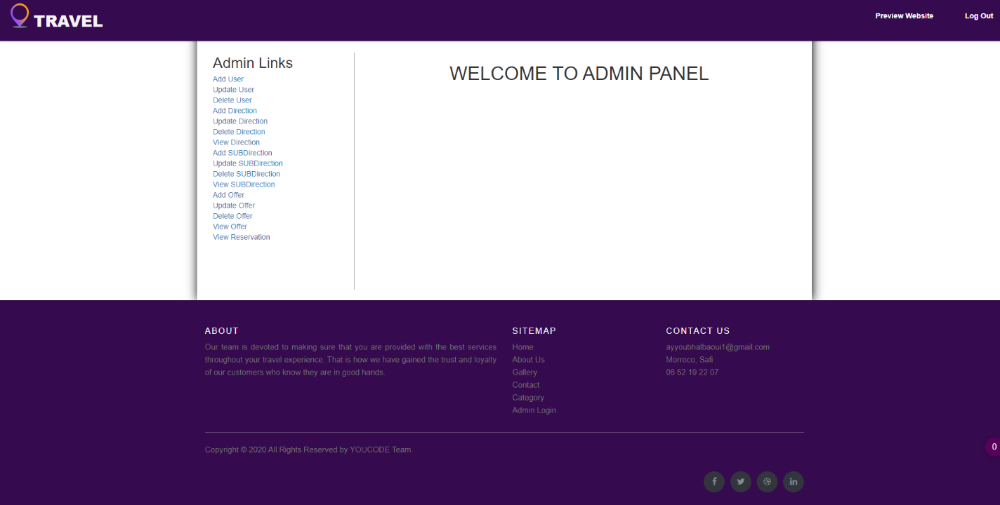 TRAVEL
Preview Website
Log Out
Admin Links
Add User
Update User
Delete User
Add Direction
Update Direction
Delete Direction
View Direction
Add SUBDirection
Update SUBDirection
Delete SUBDirection
View SUBDirection
Add Offer
Update Offer
Delete Offer
View Offer
View Reservation
WELCOME TO ADMIN PANEL
ABOUT
Our team is devoted to making sure that you are provided with the best services
throughout your travel experience. That is how we have gained the trust and loyalty
of our customers who know they are in good hands.
SITEMAP
Home
About Us
Gallery
Contact
Category
Admin Login
CONTACT US
ayyoubhalbaoui1@gmail.com
Morroco, Safi
06 52 19 22 07
Copyright © 2020 All Rights Reserved by YOUCODE Team.
0